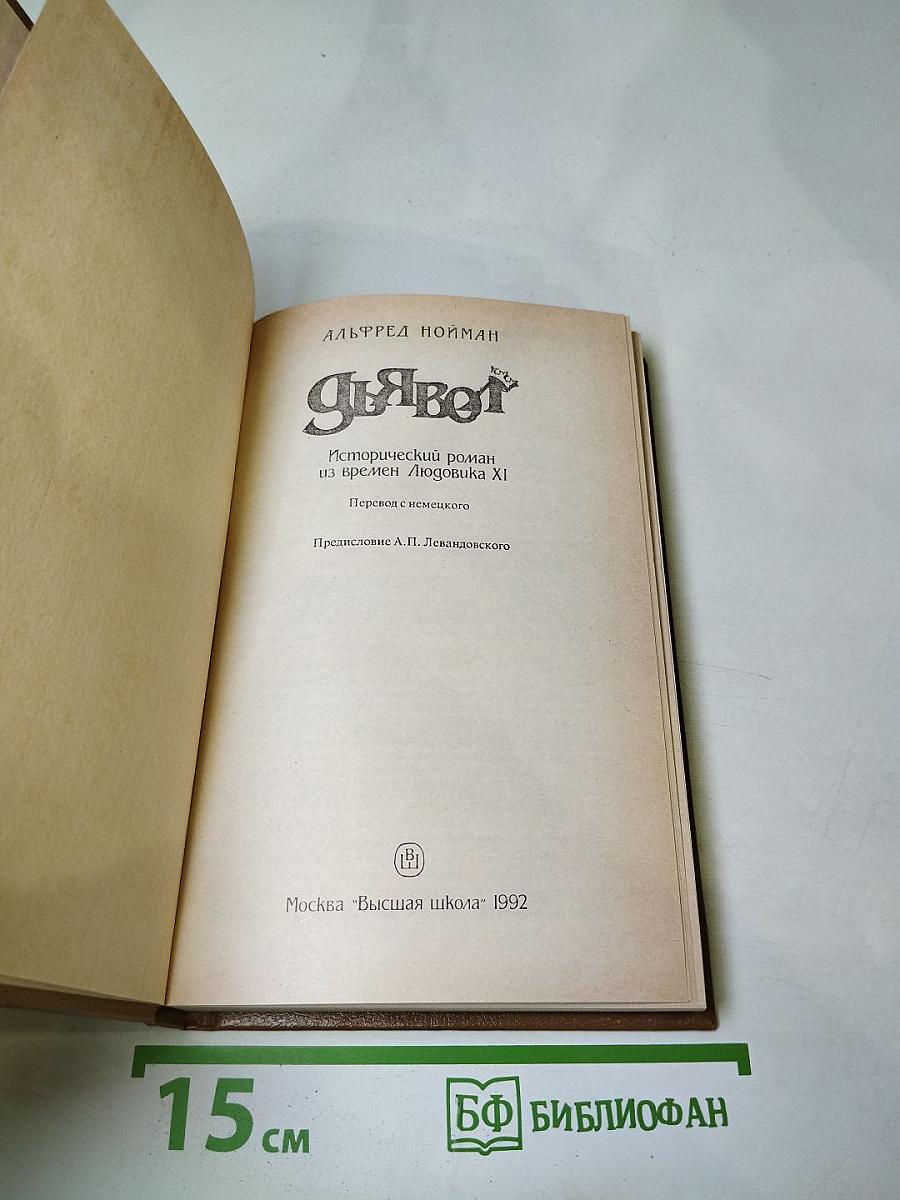 АЛЬФРЕД НОЙМАН
ДЬЯВОЛ
Исторический роман
из времен Людовика XI
Перевод с немецкого
Предисловие А.П. Левандовского
ВШ
Москва "Высшая школа" 1992
15 см
БФ БИБЛИОФАН